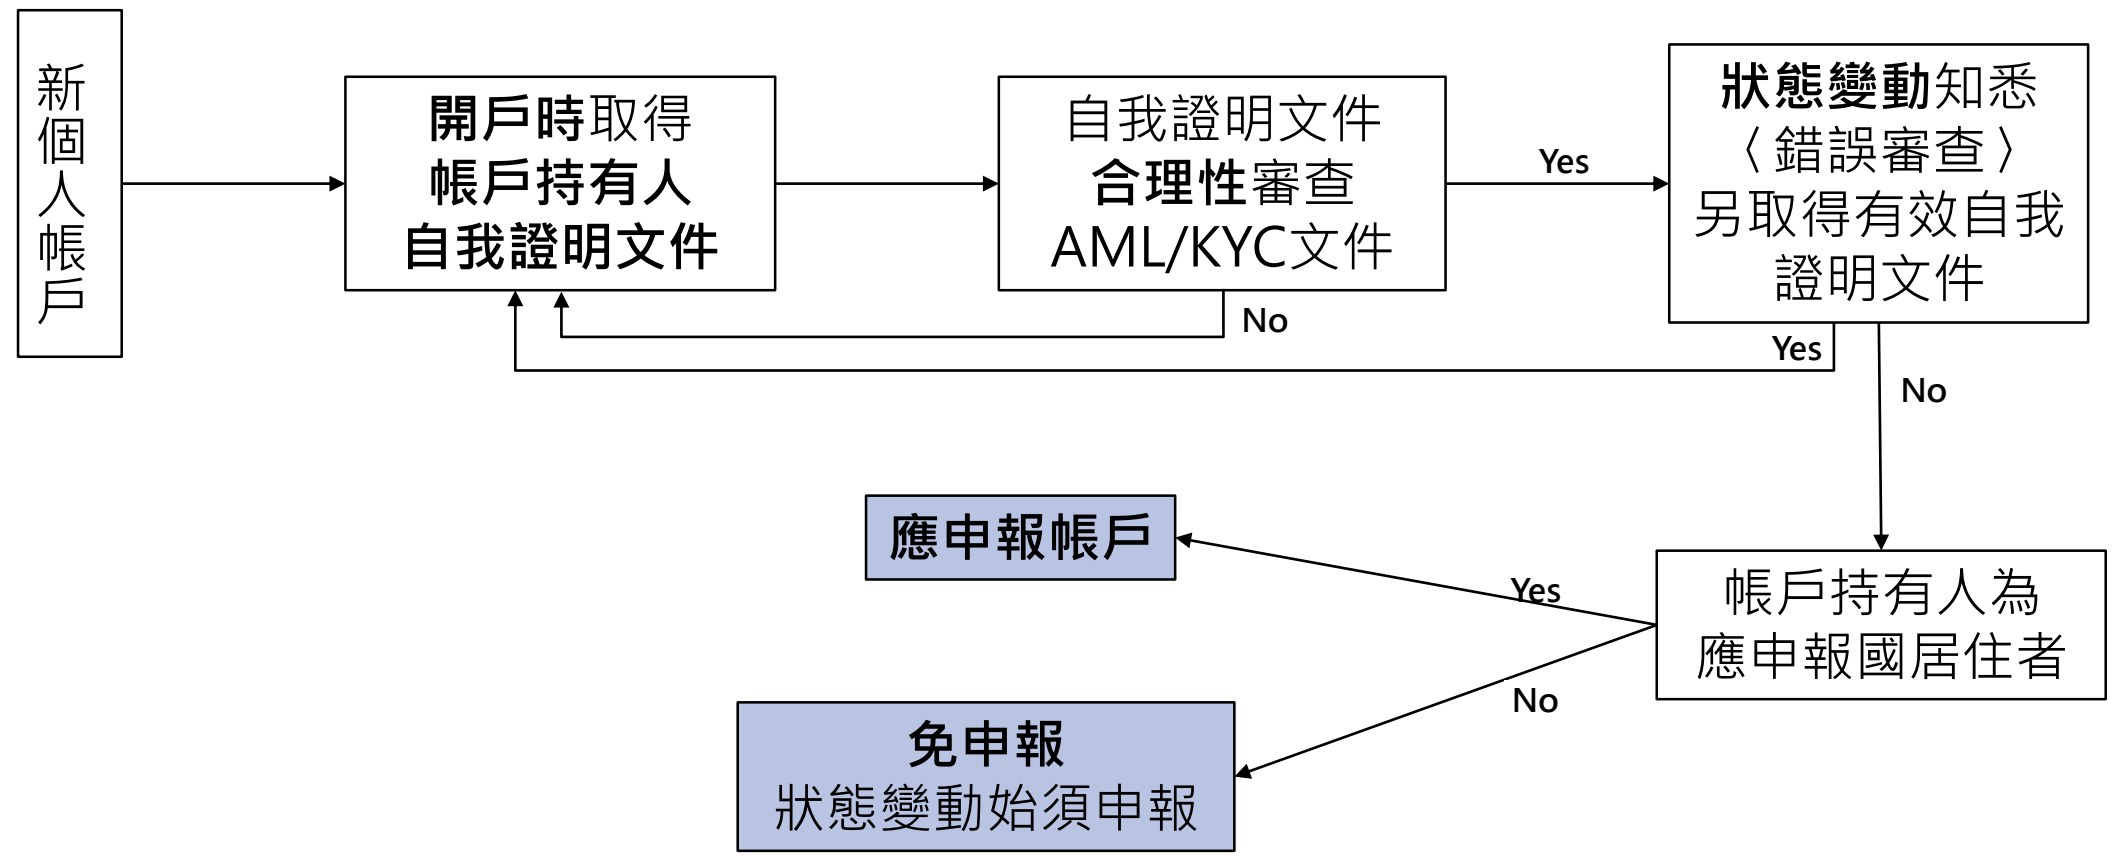 新個人帳戶
開戶時取得
帳戶持有人
自我證明文件
自我證明文件
合理性審查
AML/KYC文件
Yes
No
狀態變動知悉
〈錯誤審查〉
另取得有效自我
證明文件
Yes
No
帳戶持有人為
應申報國居住者
Yes
應申報帳戶
No
免申報
狀態變動始須申報